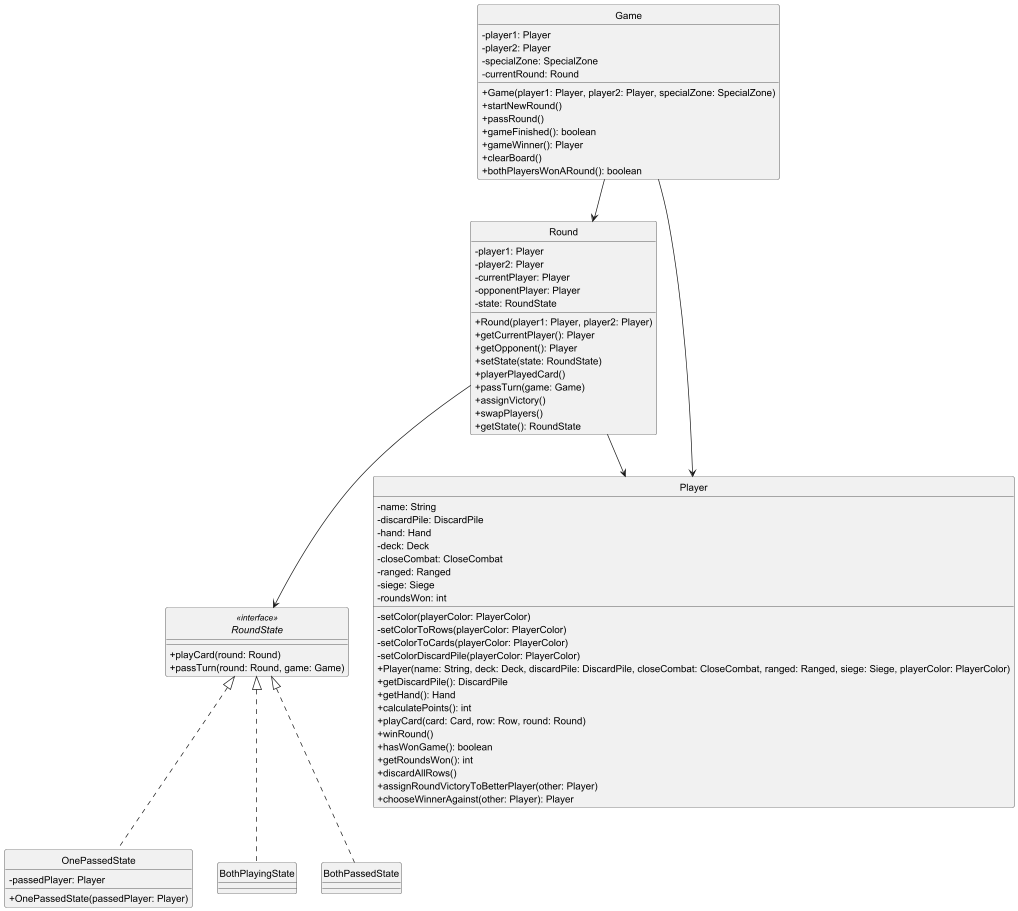 Game
-player1: Player
-player2: Player
-specialZone: SpecialZone
-currentRound: Round
+Game(player1: Player, player2: Player, specialZone: SpecialZone)
+startNewRound()
+passRound()
+gameFinished(): boolean
+gameWinner(): Player
+clearBoard()
+bothPlayersWonARound(): boolean
Round
-player1: Player
-player2: Player
-currentPlayer: Player
-opponentPlayer: Player
-state: RoundState
+Round(player1: Player, player2: Player)
+getCurrentPlayer(): Player
+getOpponent(): Player
+setState(state: RoundState)
+playerPlayedCard()
+passTurn(game: Game)
+assignVictory()
+swapPlayers()
+getState(): RoundState
Player
-name: String
-discardPile: DiscardPile
-hand: Hand
-deck: Deck
-closeCombat: CloseCombat
-ranged: Ranged
-siege: Siege
-roundsWon: int
-setColor(playerColor: PlayerColor)
-setColorToRows(playerColor: PlayerColor)
-setColorToCards(playerColor: PlayerColor)
-setColorDiscardPile(playerColor: PlayerColor)
+Player(name: String, deck: Deck, discardPile: DiscardPile, closeCombat: CloseCombat, ranged: Ranged, siege: Siege, playerColor: PlayerColor)
+getDiscardPile(): DiscardPile
+getHand(): Hand
+calculatePoints(): int
+playCard(card: Card, row: Row, round: Round)
+winRound()
+hasWonGame(): boolean
+getRoundsWon(): int
+discardAllRows()
+assignRoundVictoryToBetterPlayer(other: Player)
+chooseWinnerAgainst(other: Player): Player
«interface»
RoundState
+playCard(round: Round)
+passTurn(round: Round, game: Game)
OnePassedState
-passedPlayer: Player
+OnePassedState(passedPlayer: Player)
BothPlayingState
BothPassedState